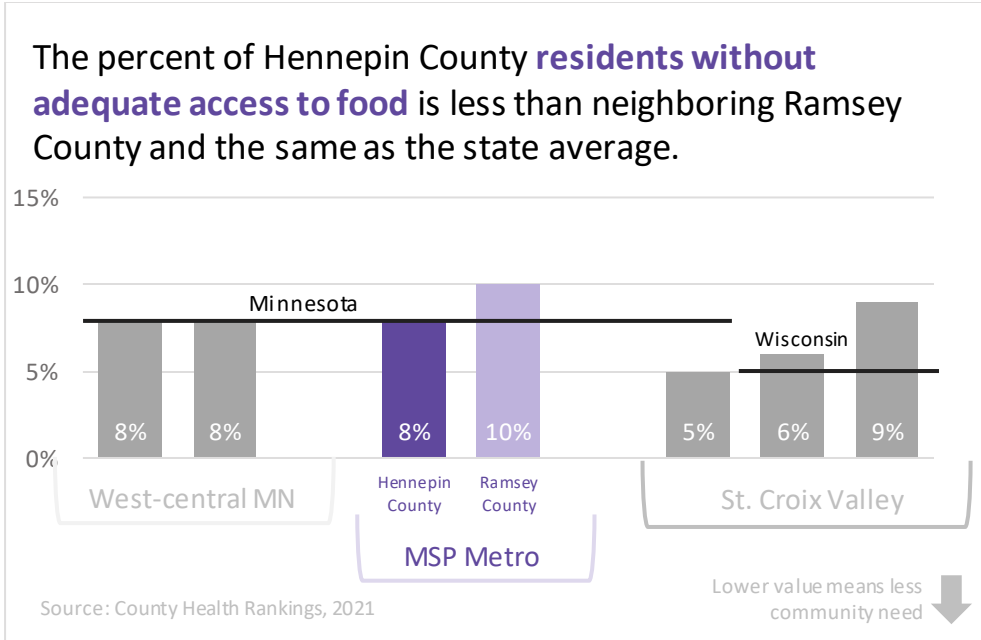 The percent of Hennepin County residents without
adequate access to food is less than neighboring Ramsey
County and the same as the state average.
15%
10%
5%
0%
Minnesota
Wisconsin
8%
8%
8%
10%
5%
6%
9%
Hennepin
County
Ramsey
County
West-central MN
MSP Metro
St. Croix Valley
Source: County Health Rankings, 2021
Lower value means less
community need